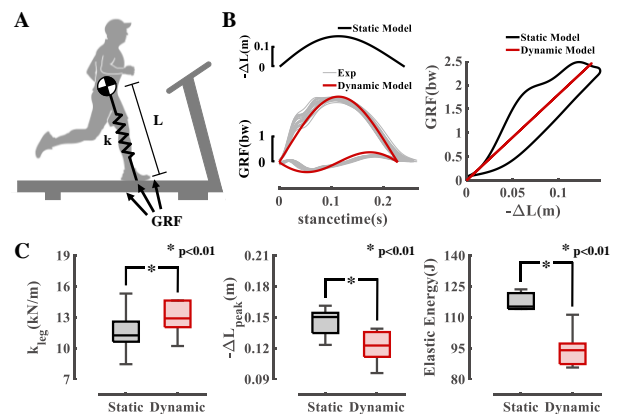 A
L
k
GRF
B
Static Model
-ΔL(m)
0.1
0
Exp
Dynamic Model
GRF(bw)
1
0
0
0.1
0.2
stancetime(s)
Static Model
Dynamic Model
GRF(bw)
2.5
2
1.5
1
0.5
0
0
0.05
0.1
-ΔL(m)
C
* p<0.01
*
k_leg(kN/m)
19
16
13
10
7
Static Dynamic
* p<0.01
*
-ΔL_peak(m)
0.21
0.18
0.15
0.12
0.09
Static Dynamic
* p<0.01
*
Elastic Energy(J)
140
125
110
95
80
Static Dynamic